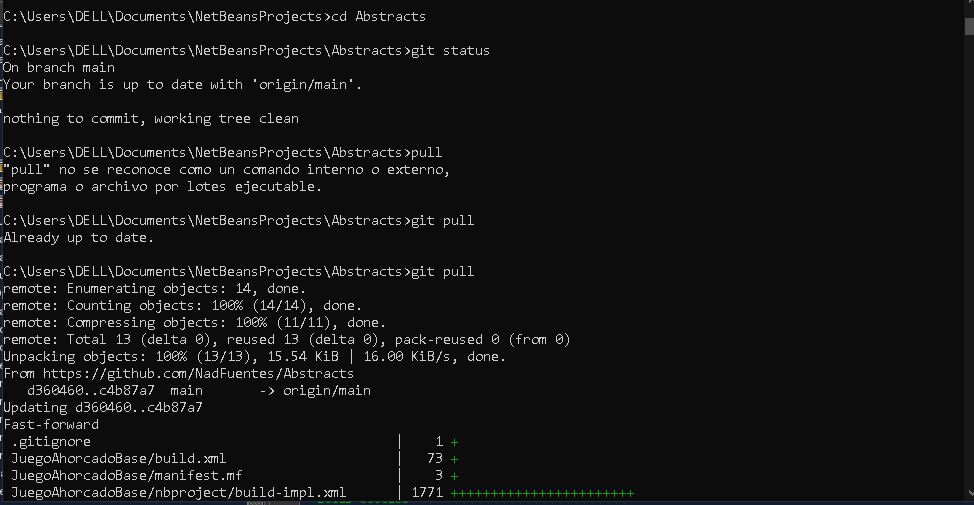 C:\Users\DELL\Documents\NetBeansProjects>cd Abstracts
C:\Users\DELL\Documents\NetBeansProjects\Abstracts>git status
On branch main
Your branch is up to date with 'origin/main'.
nothing to commit, working tree clean
C:\Users\DELL\Documents\NetBeansProjects\Abstracts>pull
"pull" no se reconoce como un comando interno o externo,
programa o archivo por lotes ejecutable.
C:\Users\DELL\Documents\NetBeansProjects\Abstracts>git pull
Already up to date.
C:\Users\DELL\Documents\NetBeansProjects\Abstracts>git pull
remote: Enumerating objects: 14, done.
remote: Counting objects: 100% (14/14), done.
remote: Compressing objects: 100% (11/11), done.
remote: Total 13 (delta 0), reused 13 (delta 0), pack-reused 0 (from 0)
Unpacking objects: 100% (13/13), 15.54 KiB | 16.00 KiB/s, done.
From https://github.com/NadFuentes/Abstracts
   d360460..c4b87a7  main       -> origin/main
Updating d360460..c4b87a7
Fast-forward
 .gitignore                                       |    1 +
 JuegoAhorcadoBase/build.xml                      |   73 +
 JuegoAhorcadoBase/manifest.mf                    |    3 +
 JuegoAhorcadoBase/nbproject/build-impl.xml       | 1771 +++++++++++++++++++++++